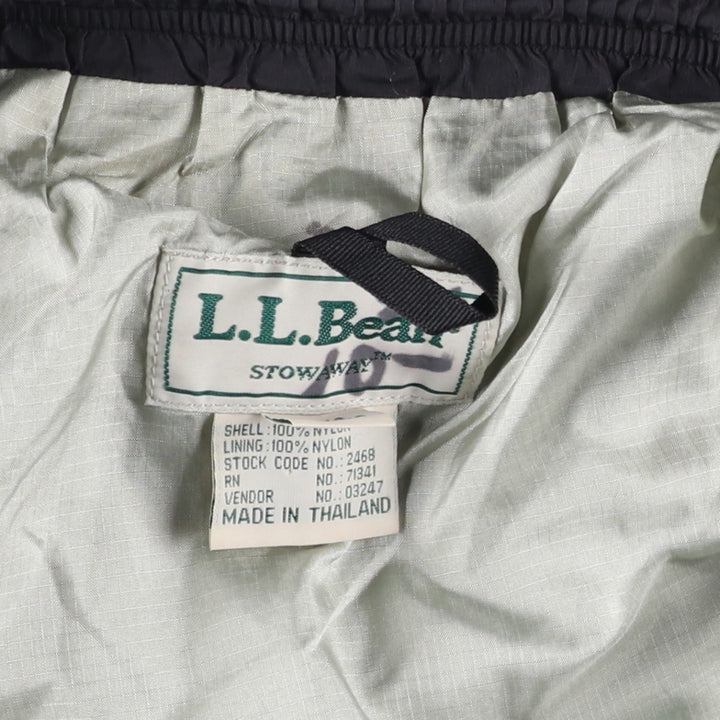 L.L.Bean®
STOWAWAY™
SHELL : 100% NYLON
LINING : 100% NYLON
STOCK CODE NO. : 2468
RN NO. : 71341
VENDOR NO. : 03247
MADE IN THAILAND